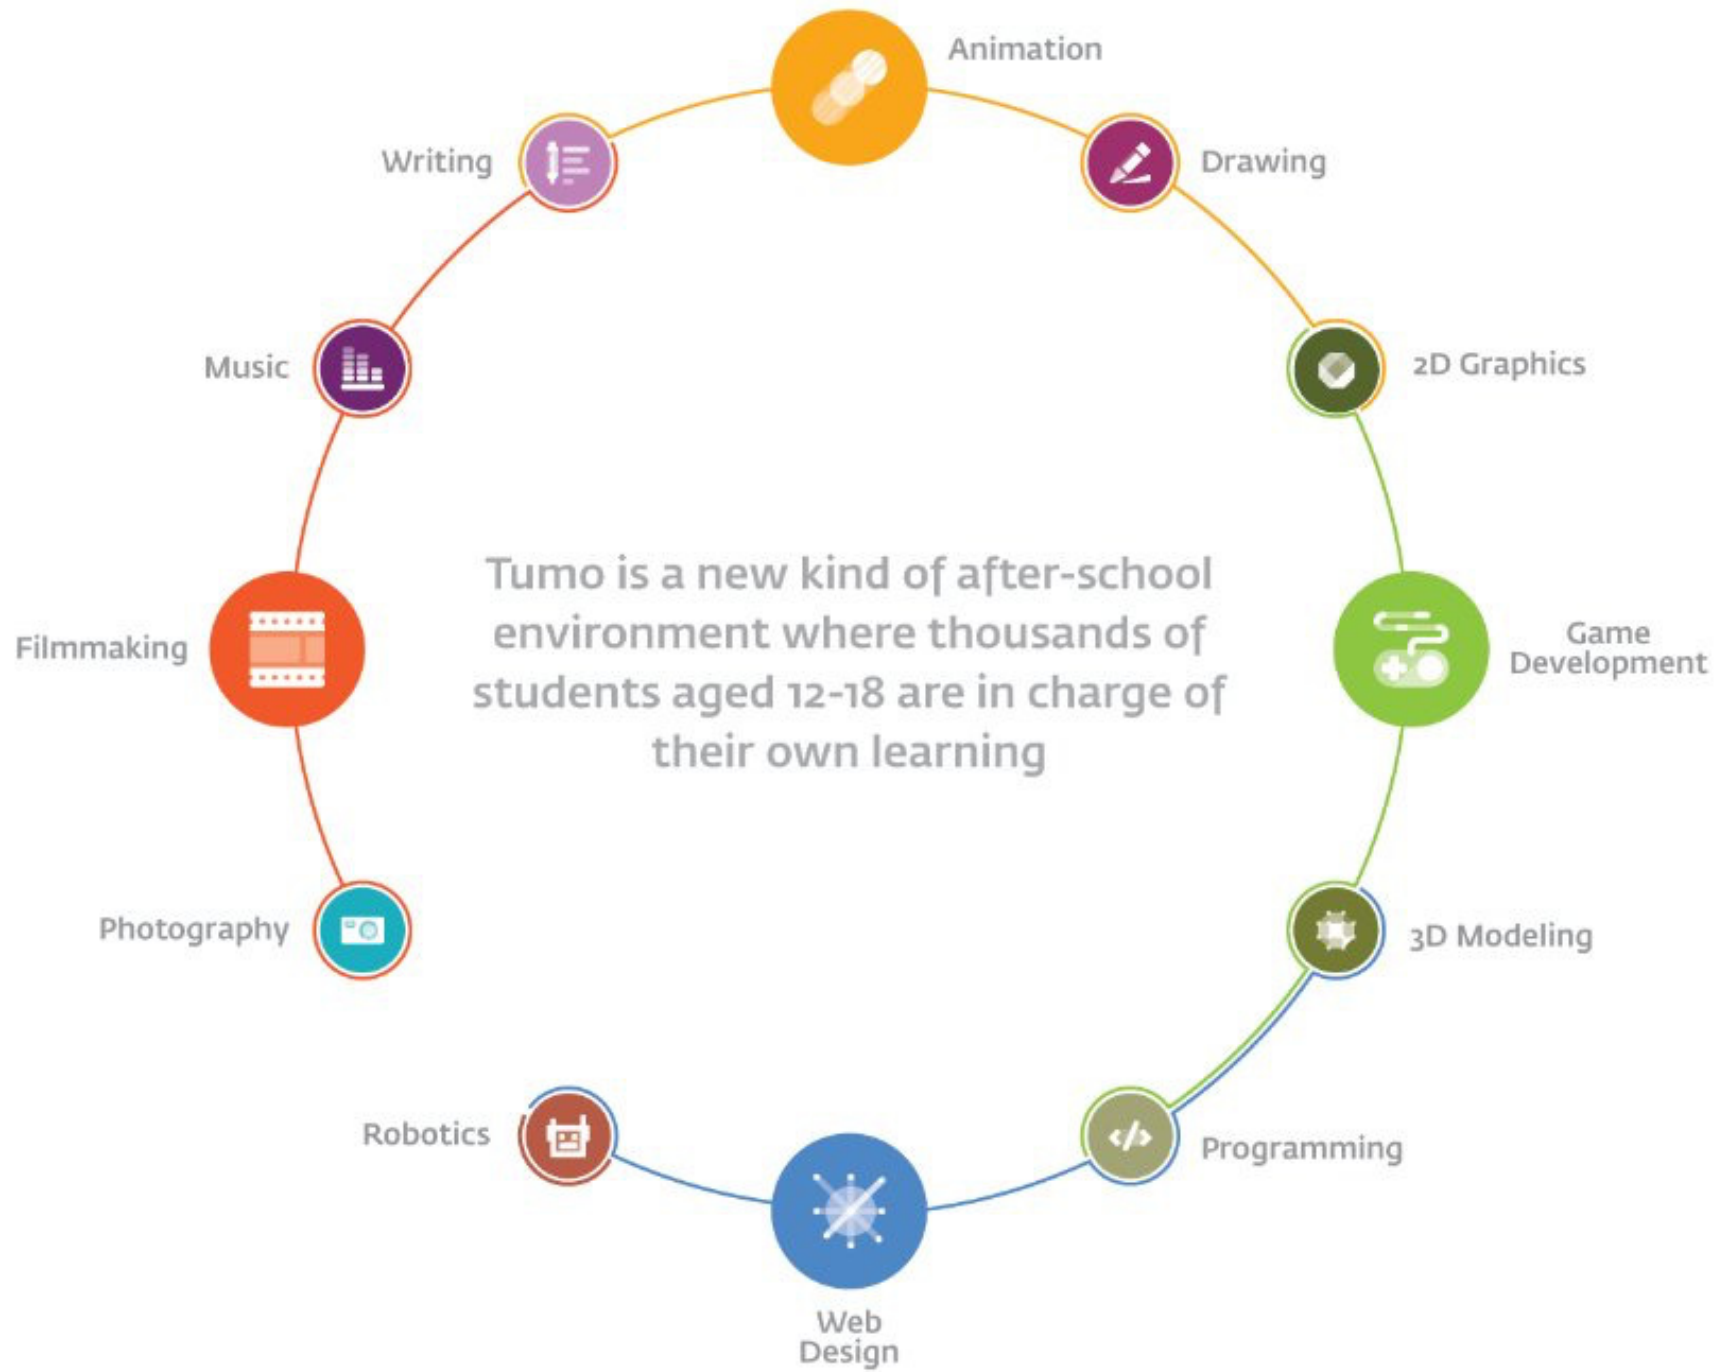 Animation
Writing
Drawing
Music
2D Graphics
Tumo is a new kind of after-school
environment where thousands of
students aged 12-18 are in charge of
their own learning
Filmmaking
Game
Development
Photography
3D Modeling
Robotics
Programming
Web
Design